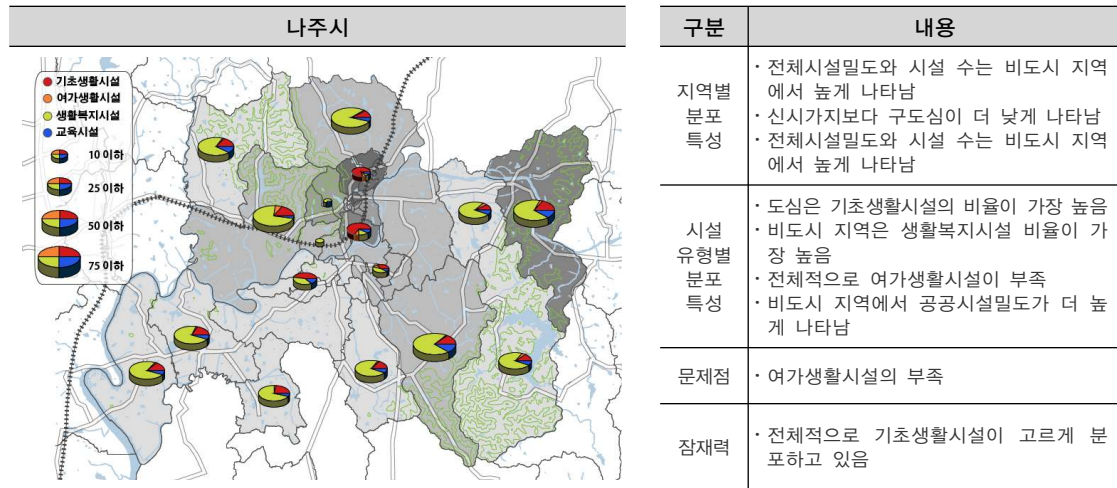 나주시
기초생활시설
여가생활시설
생활복지시설
교육시설
10 이하
25 이하
50 이하
75 이하
구분 내용
지역별
분포
특성
· 전체시설밀도와 시설 수는 비도시 지역
에서 높게 나타남
· 신시가지보다 구도심이 더 낮게 나타남
· 전체시설밀도와 시설 수는 비도시 지역
에서 높게 나타남
시설
유형별
분포
특성
· 도심은 기초생활시설의 비율이 가장 높음
· 비도시 지역은 생활복지시설 비율이 가
장 높음
· 전체적으로 여가생활시설이 부족
· 비도시 지역에서 공공시설밀도가 더 높
게 나타남
문제점
· 여가생활시설의 부족
잠재력
· 전체적으로 기초생활시설이 고르게 분
포하고 있음